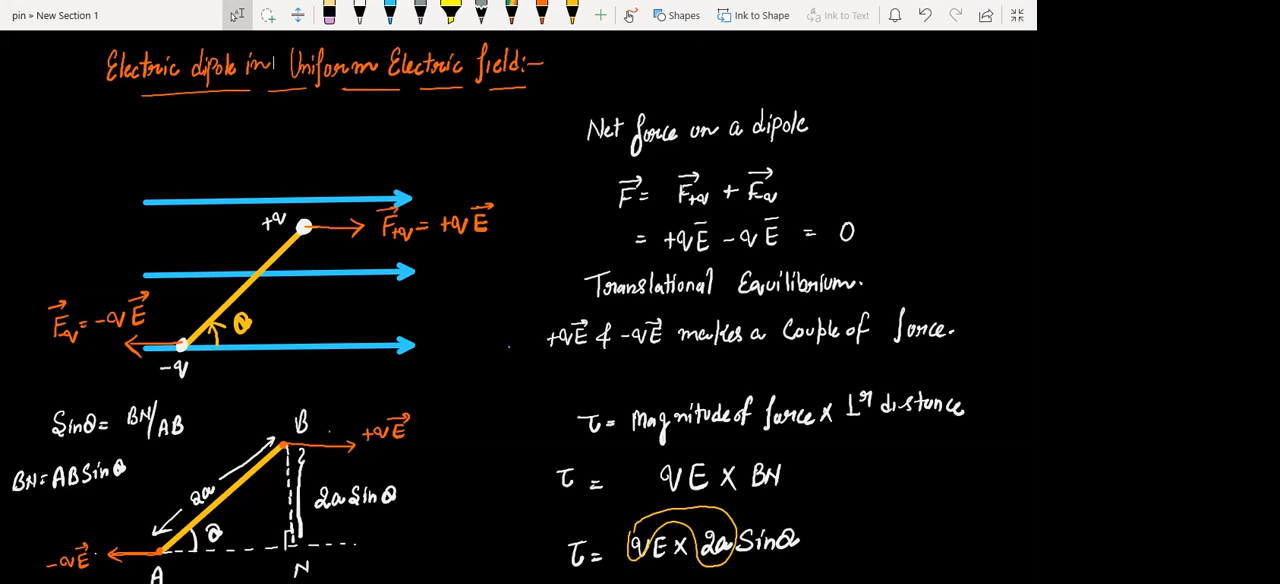 pin » New Section 1
Shapes
Ink to Shape
Ink to Text
Electric dipole in Uniform Electric field:-
+q
F⃗+q = +qE⃗
F⃗-q = -qE⃗
θ
-q
Sinθ = BN/AB
BN = AB Sinθ
B
+qE⃗
2a
2a Sinθ
θ
-qE⃗
A
N
Net force on a dipole
F⃗ = F⃗+q + F⃗-q
= +qE⃗ - qE⃗ = 0
Translational Equilibrium.
+qE⃗ & -qE⃗ makes a Couple of force.
τ = Magnitude of force × ⊥r distance
τ = qE × BN
τ = qE × 2a Sinθ